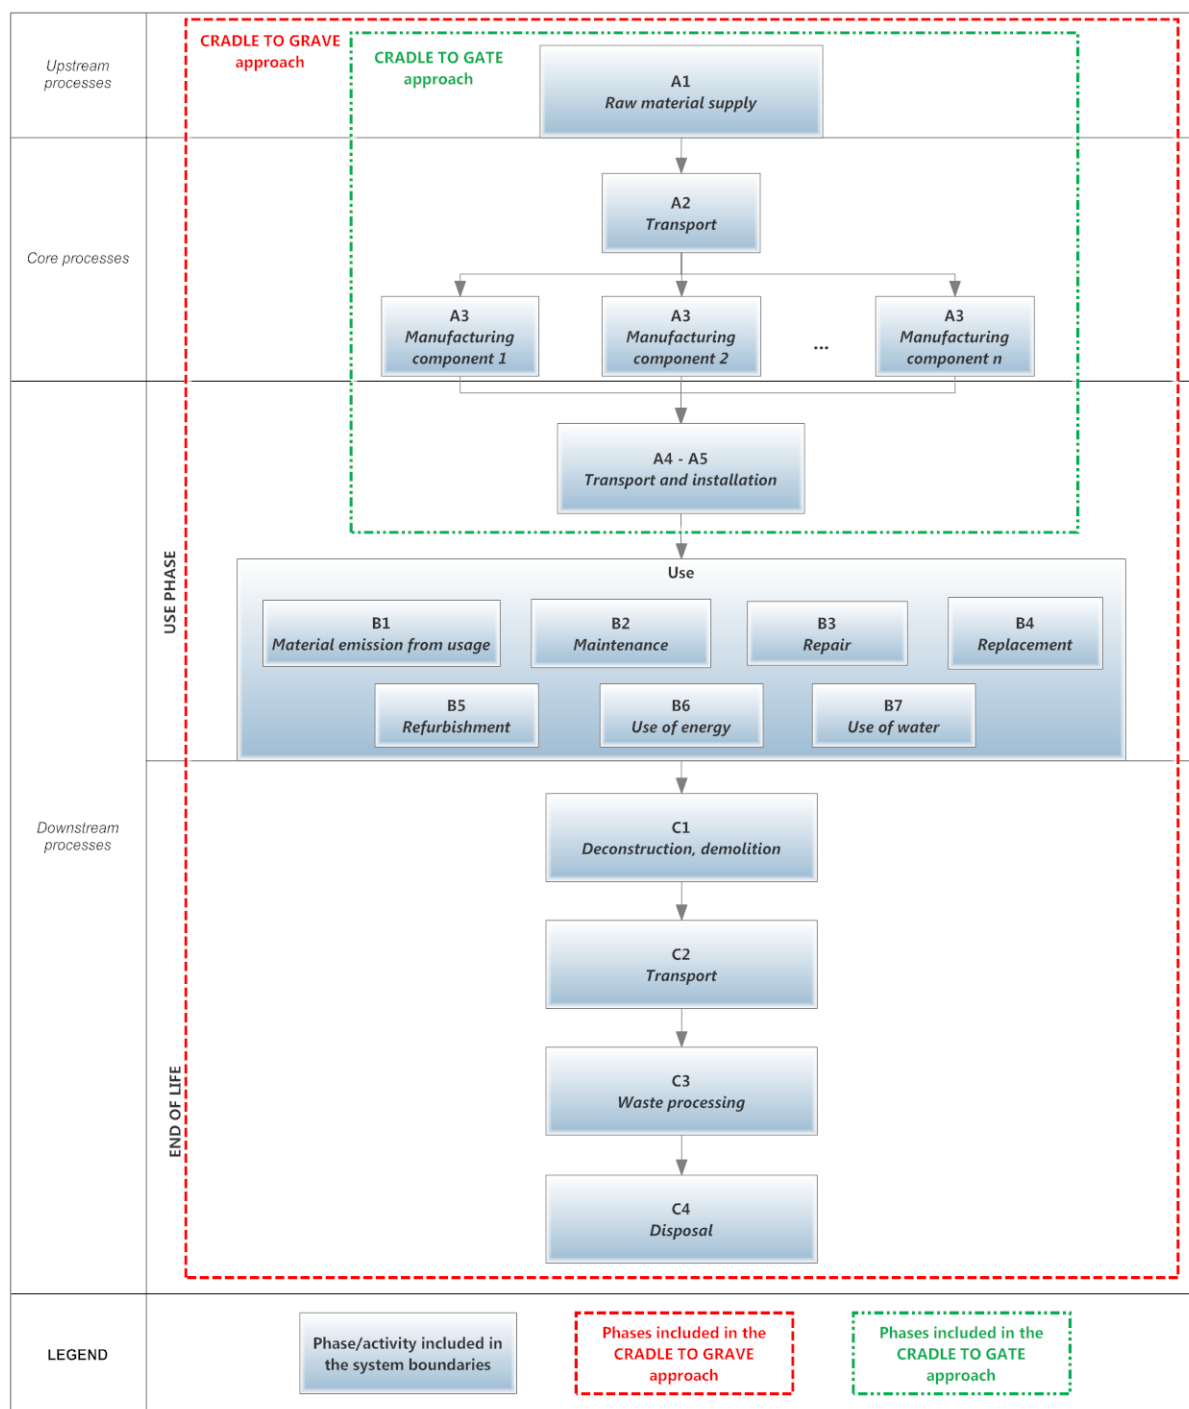 Upstream
processes
CRADLE TO GRAVE
approach
CRADLE TO GATE
approach
A1
Raw material supply
Core processes
A2
Transport
A3
Manufacturing
component 1
A3
Manufacturing
component 2
...
A3
Manufacturing
component n
Downstream
processes
USE PHASE
A4 - A5
Transport and installation
Use
B1
Material emission from usage
B2
Maintenance
B3
Repair
B4
Replacement
B5
Refurbishment
B6
Use of energy
B7
Use of water
END OF LIFE
C1
Deconstruction, demolition
C2
Transport
C3
Waste processing
C4
Disposal
LEGEND
Phase/activity included in
the system boundaries
Phases included in the
CRADLE TO GRAVE
approach
Phases included in the
CRADLE TO GATE
approach